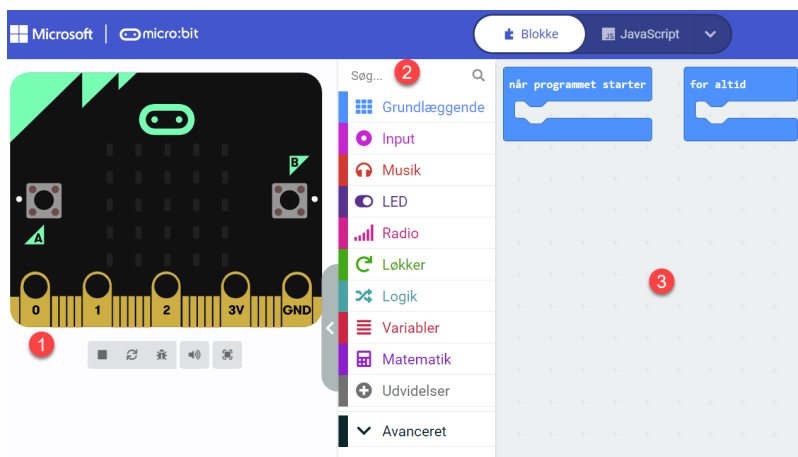 Microsoft micro:bit Blokke JavaScript
Søg... 2
Grundlæggende
Input
Musik
LED
Radio
Løkker
Logik
Variabler
Matematik
Udvidelser
Avanceret
B
A
0 1 2 3V GND
1
når programmet starter
for altid
3